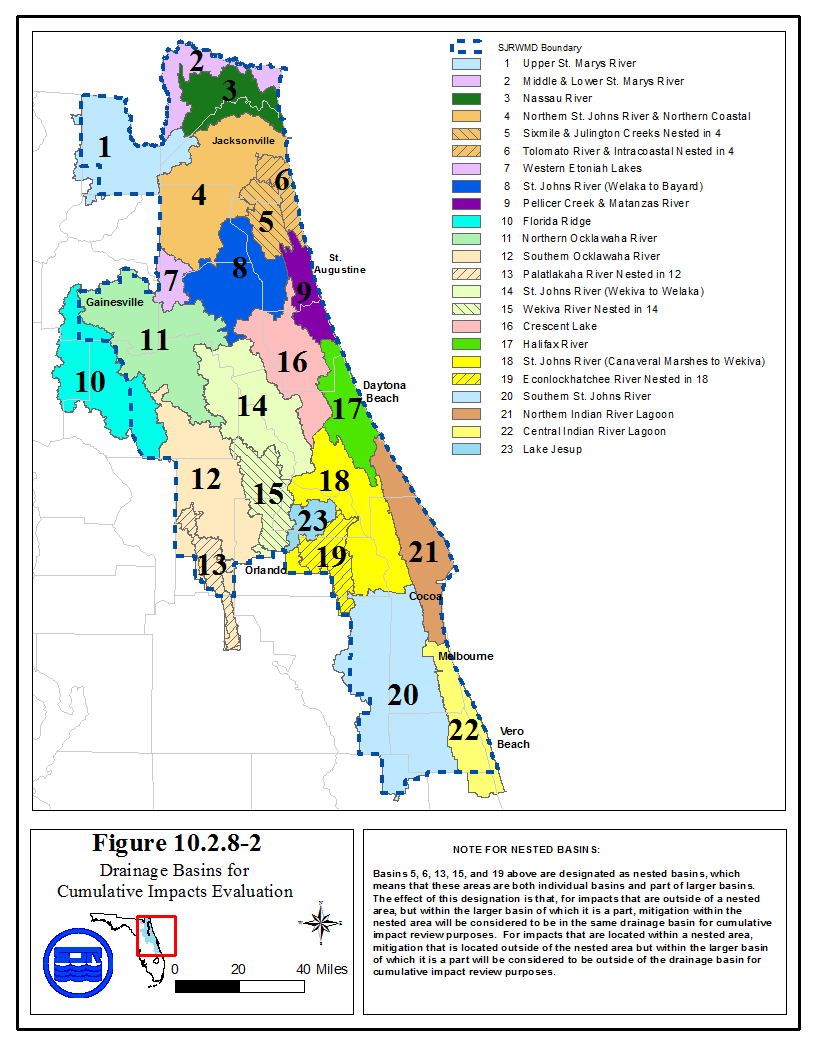 SJRWMD Boundary
1 Upper St. Marys River
2 Middle & Lower St. Marys River
3 Nassau River
4 Northern St. Johns River & Northern Coastal
5 Sixmile & Julington Creeks Nested in 4
6 Tolomato River & Intracoastal Nested in 4
7 Western Etoniah Lakes
8 St. Johns River (Welaka to Bayard)
9 Pellicer Creek & Matanzas River
10 Florida Ridge
11 Northern Ocklawaha River
12 Southern Ocklawaha River
13 Palatlakaha River Nested in 12
14 St. Johns River (Wekiva to Welaka)
15 Wekiva River Nested in 14
16 Crescent Lake
17 Halifax River
18 St. Johns River (Canaveral Marshes to Wekiva)
19 Econlockhatchee River Nested in 18
20 Southern St. Johns River
21 Northern Indian River Lagoon
22 Central Indian River Lagoon
23 Lake Jesup
2
3
Jacksonville
1
6
4
5
St.
Augustine
8
7
9
Gainesville
11
16
10
Daytona
Beach
14
17
12
18
15
23
21
19
13
Orlando
Cocoa
Melbourne
20
22
Vero
Beach
Figure 10.2.8-2
Drainage Basins for
Cumulative Impacts Evaluation
0 20 40 Miles
NOTE FOR NESTED BASINS:
Basins 5, 6, 13, 15, and 19 above are designated as nested basins, which
means that these areas are both individual basins and part of larger basins.
The effect of this designation is that, for impacts that are outside of a nested
area, but within the larger basin of which it is a part, mitigation within the
nested area will be considered to be in the same drainage basin for cumulative
impact review purposes. For impacts that are located within a nested area,
mitigation that is located outside of the nested area but within the larger basin
of which it is a part will be considered to be outside of the drainage basin for
cumulative impact review purposes.